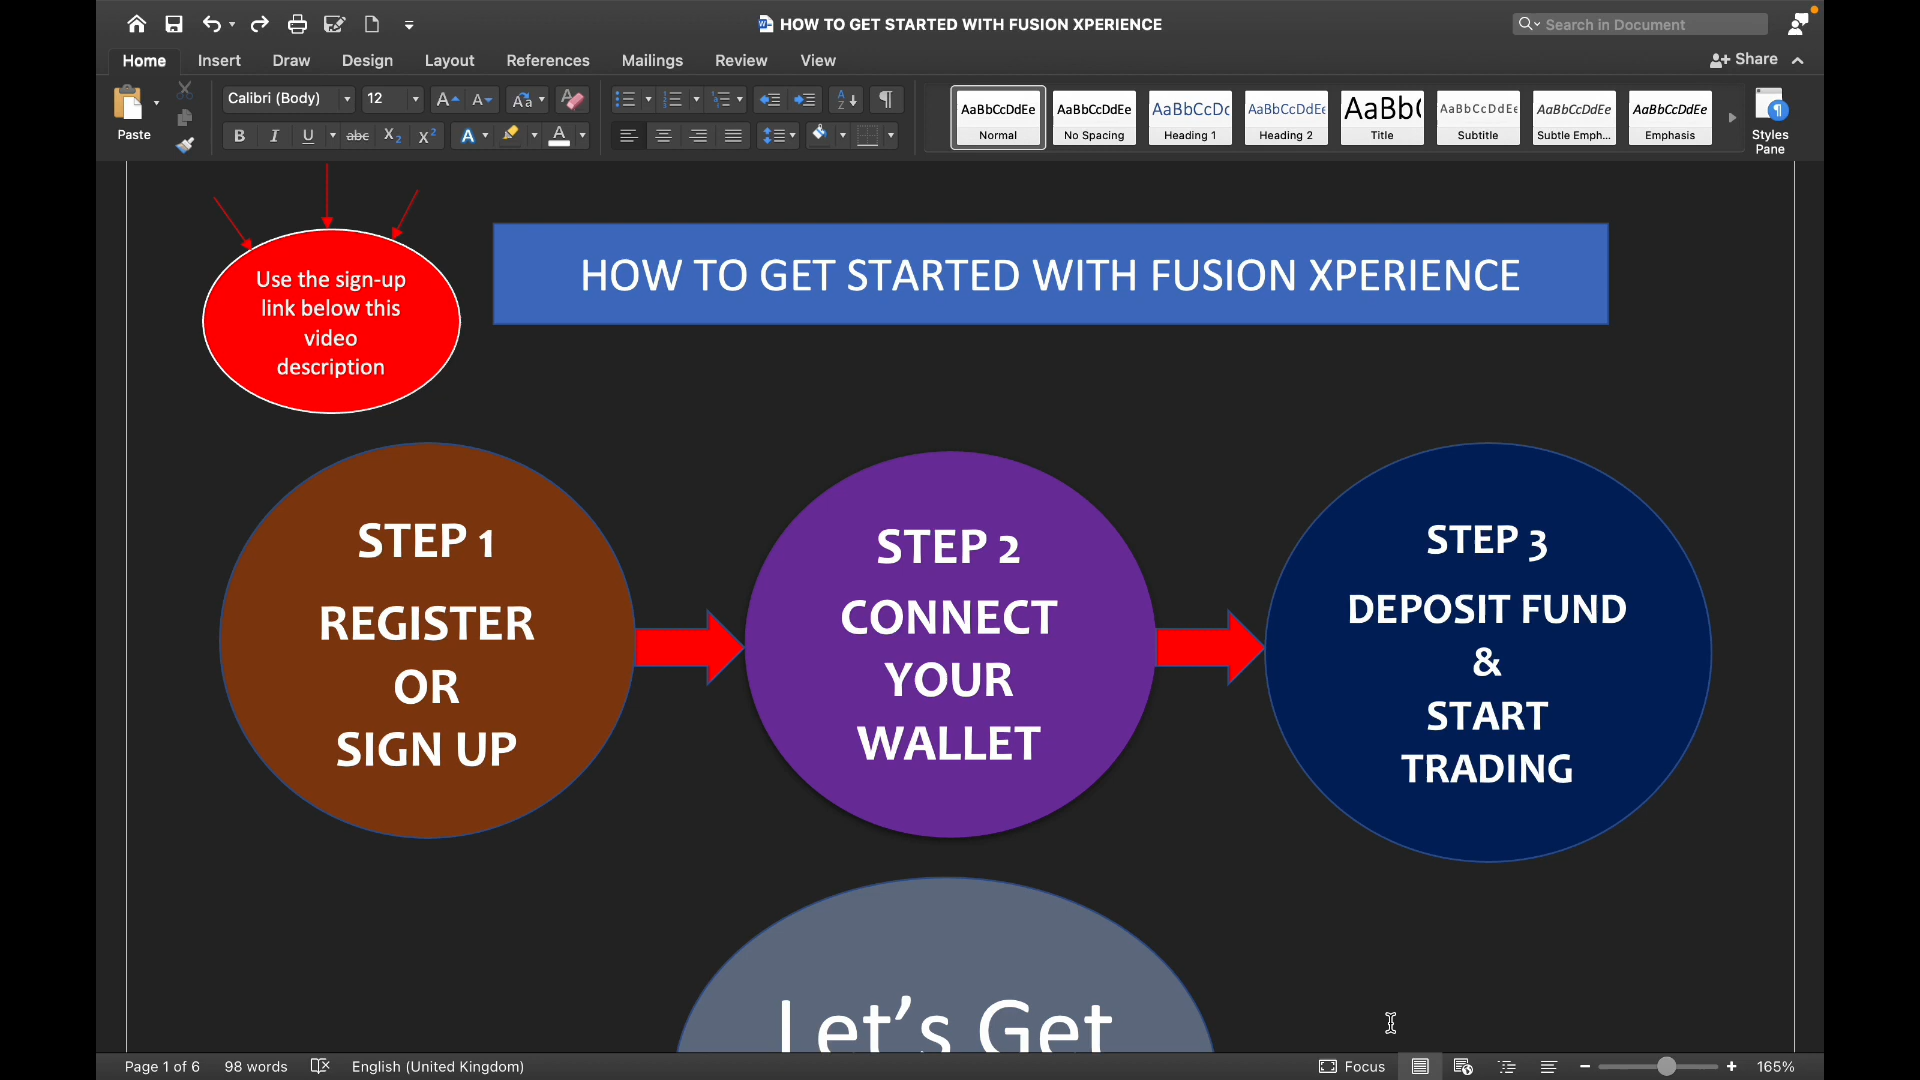 HOW TO GET STARTED WITH FUSION XPERIENCE
Search in Document
Home Insert Draw Design Layout References Mailings Review View
Share
Paste
Calibri (Body) 12
AaBbCcDdEe AaBbCcDdEe AaBbCcDc AaBbCcDdEe AaBb( AaBbCcDdEe AaBbCcDdEe AaBbCcDdEe
Normal No Spacing Heading 1 Heading 2 Title Subtitle Subtle Emph... Emphasis
Styles
Pane
Use the sign-up
link below this
video
description
HOW TO GET STARTED WITH FUSION XPERIENCE
STEP 1
REGISTER
OR
SIGN UP
STEP 2
CONNECT
YOUR
WALLET
STEP 3
DEPOSIT FUND
&
START
TRADING
Let's Get
Page 1 of 6 98 words English (United Kingdom) Focus 165%